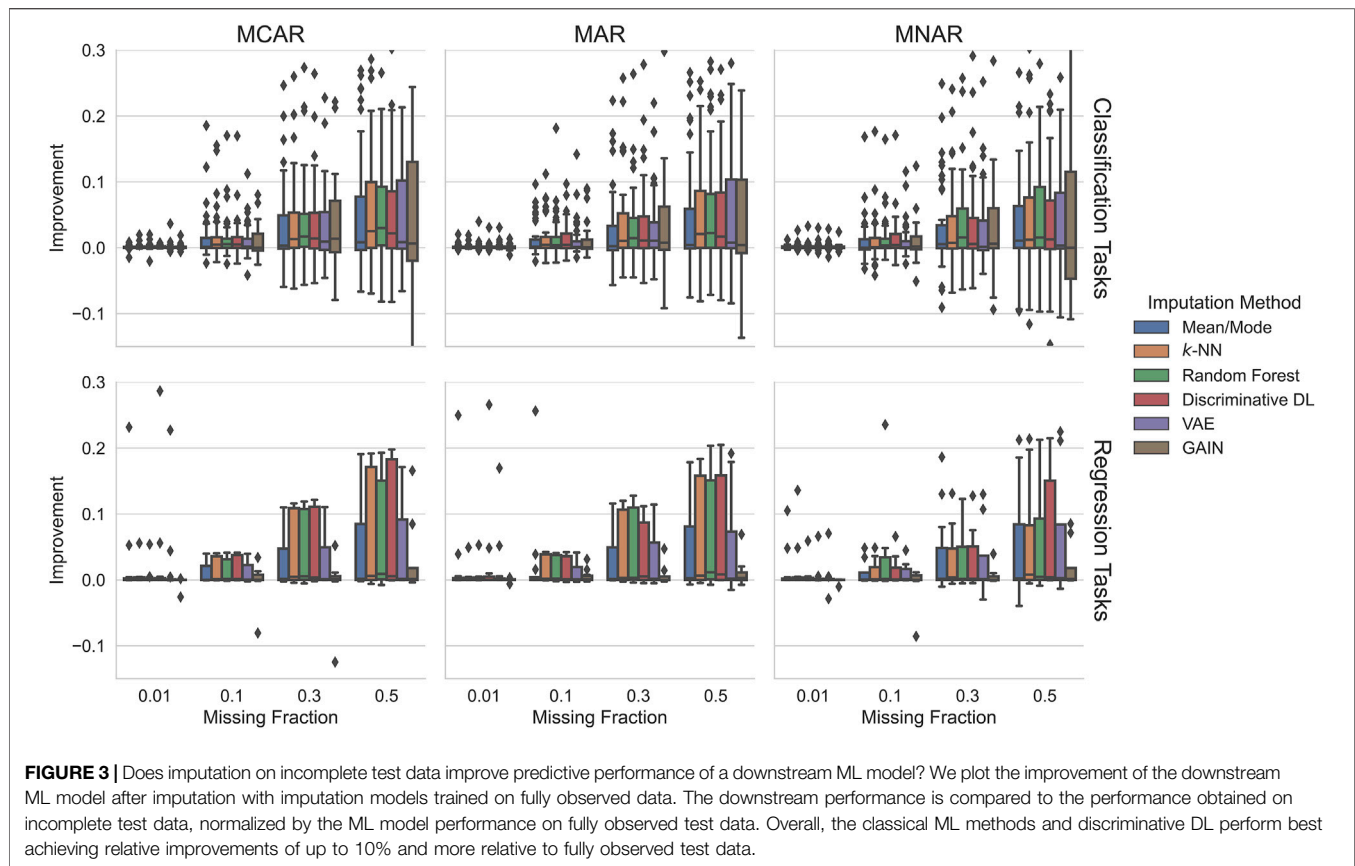 MCAR
MAR
MNAR
0.3
0.2
0.1
0.0
−0.1
Improvement
Classification Tasks
0.3
0.2
0.1
0.0
−0.1
Improvement
Regression Tasks
0.01 0.1 0.3 0.5
Missing Fraction
0.01 0.1 0.3 0.5
Missing Fraction
0.01 0.1 0.3 0.5
Missing Fraction
Imputation Method
Mean/Mode
k-NN
Random Forest
Discriminative DL
VAE
GAIN
FIGURE 3 | Does imputation on incomplete test data improve predictive performance of a downstream ML model? We plot the improvement of the downstream
ML model after imputation with imputation models trained on fully observed data. The downstream performance is compared to the performance obtained on
incomplete test data, normalized by the ML model performance on fully observed test data. Overall, the classical ML methods and discriminative DL perform best
achieving relative improvements of up to 10% and more relative to fully observed test data.